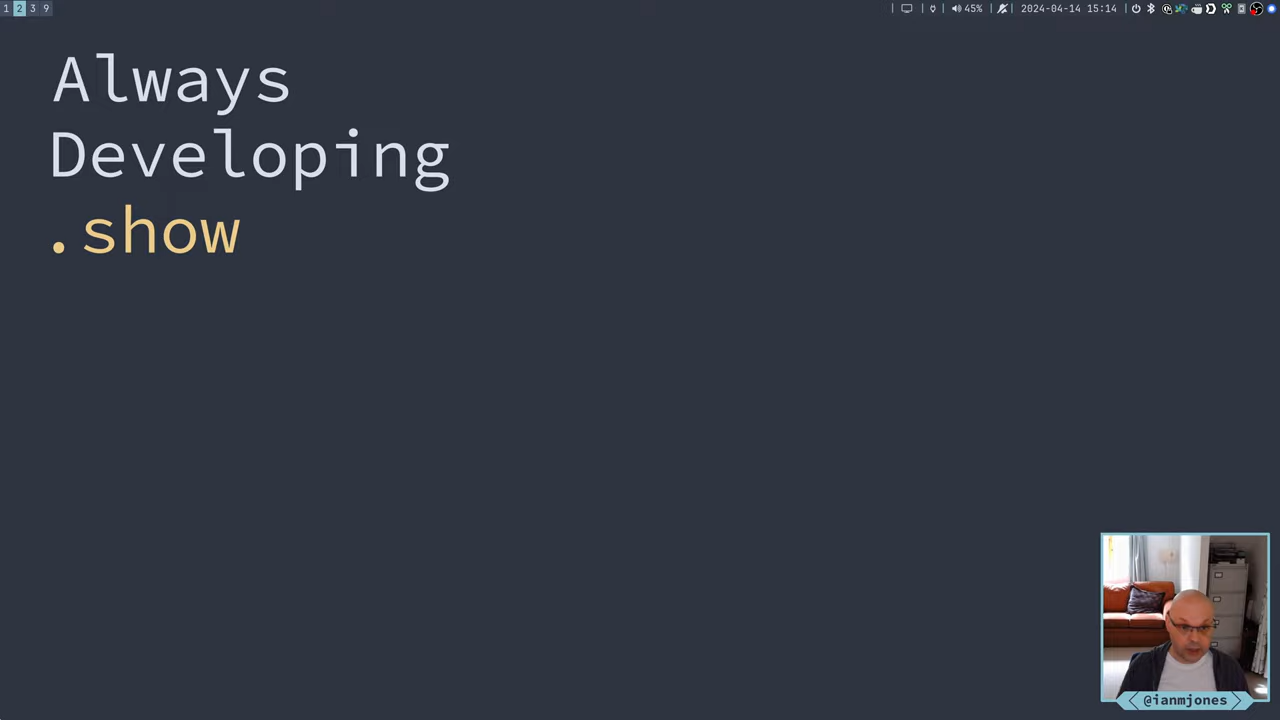 1 2 3 9
45%
2024-04-14 15:14
Always
Developing
.show
@ianmjones